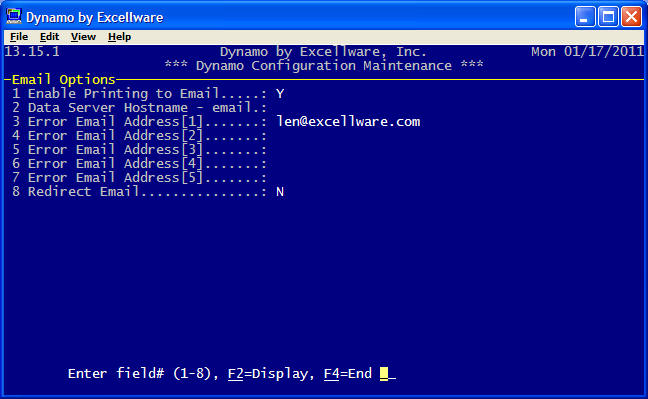 Dynamo by Excellware
File Edit View Help
13.15.1 Dynamo by Excellware, Inc. Mon 01/17/2011
*** Dynamo Configuration Maintenance ***
Email Options
1 Enable Printing to Email.....: Y
2 Data Server Hostname - email.:
3 Error Email Address[1].......: len@excellware.com
4 Error Email Address[2].......:
5 Error Email Address[3].......:
6 Error Email Address[4].......:
7 Error Email Address[5].......:
8 Redirect Email...............: N
Enter field# (1-8), F2=Display, F4=End